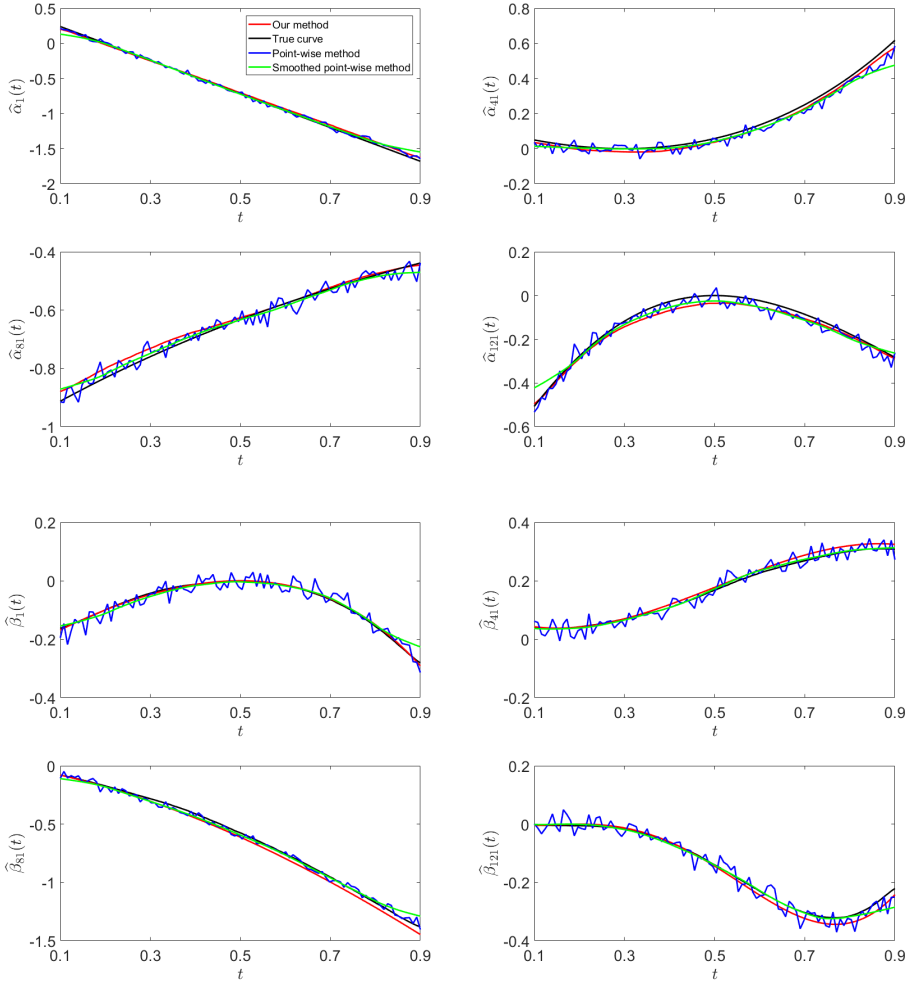 0.5
0
-0.5
-1
-1.5
-2
0.1 0.3 0.5 0.7 0.9
t
α̂₁(t)
Our method
True curve
Point-wise method
Smoothed point-wise method
0.8
0.6
0.4
0.2
0
-0.2
0.1 0.3 0.5 0.7 0.9
t
α̂₄₁(t)
-0.4
-0.6
-0.8
-1
0.1 0.3 0.5 0.7 0.9
t
α̂₈₁(t)
0.2
0
-0.2
-0.4
-0.6
0.1 0.3 0.5 0.7 0.9
t
α̂₁₂₁(t)
0.2
0
-0.2
-0.4
0.1 0.3 0.5 0.7 0.9
t
β̂₁(t)
0.4
0.2
0
-0.2
0.1 0.3 0.5 0.7 0.9
t
β̂₄₁(t)
0
-0.5
-1
-1.5
0.1 0.3 0.5 0.7 0.9
t
β̂₈₁(t)
0.2
0
-0.2
-0.4
0.1 0.3 0.5 0.7 0.9
t
β̂₁₂₁(t)